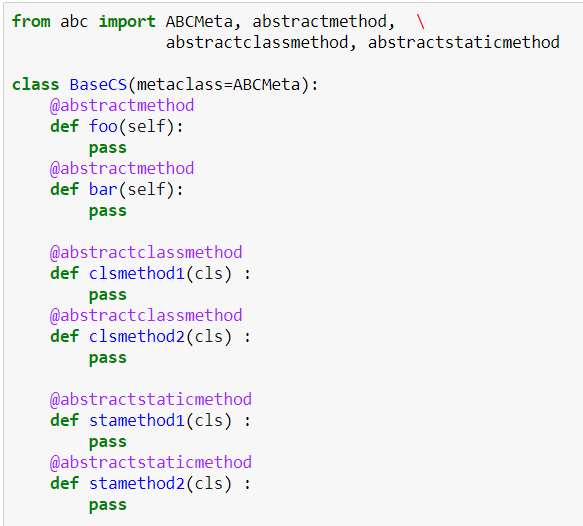 from abc import ABCMeta, abstractmethod,  \
                abstractclassmethod, abstractstaticmethod

class BaseCS(metaclass=ABCMeta):
    @abstractmethod
    def foo(self):
        pass
    @abstractmethod
    def bar(self):
        pass

    @abstractclassmethod
    def clsmethod1(cls) :
        pass
    @abstractclassmethod
    def clsmethod2(cls) :
        pass

    @abstractstaticmethod
    def stamethod1(cls) :
        pass
    @abstractstaticmethod
    def stamethod2(cls) :
        pass